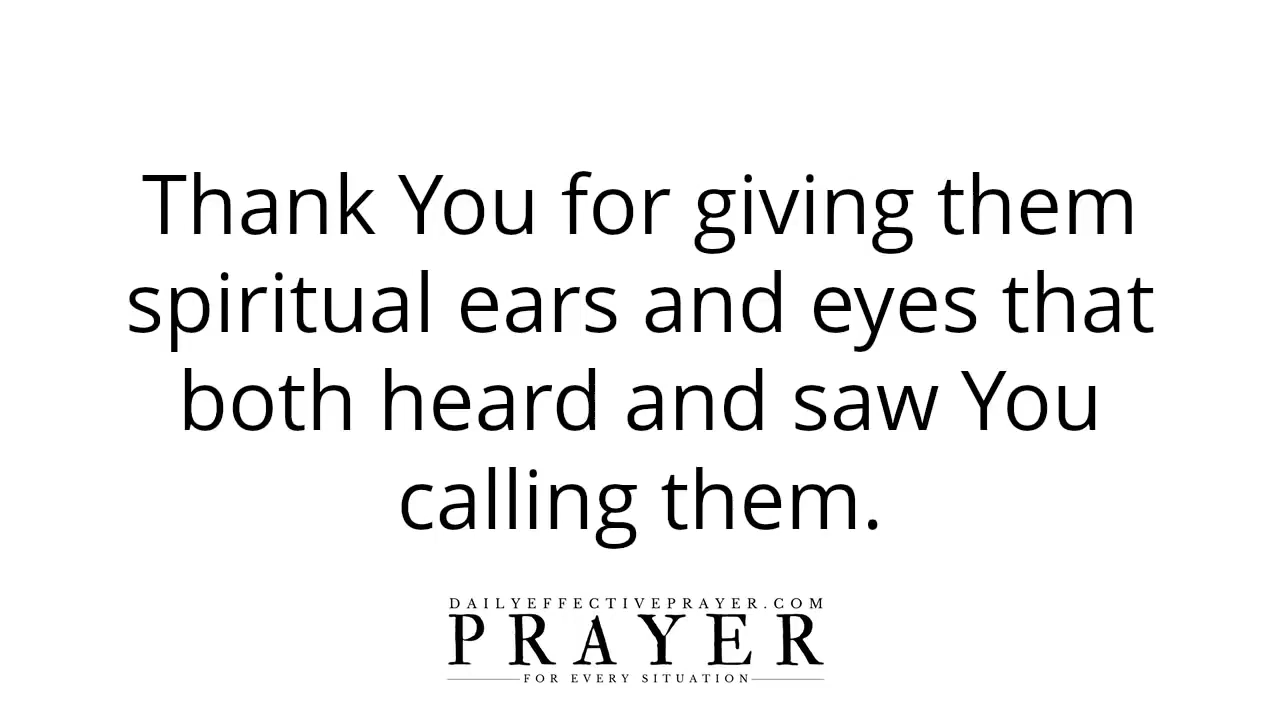 Thank You for giving them
spiritual ears and eyes that
both heard and saw You
calling them.
DAILYEFFECTIVEPRAYER.COM
PRAYER
FOR EVERY SITUATION